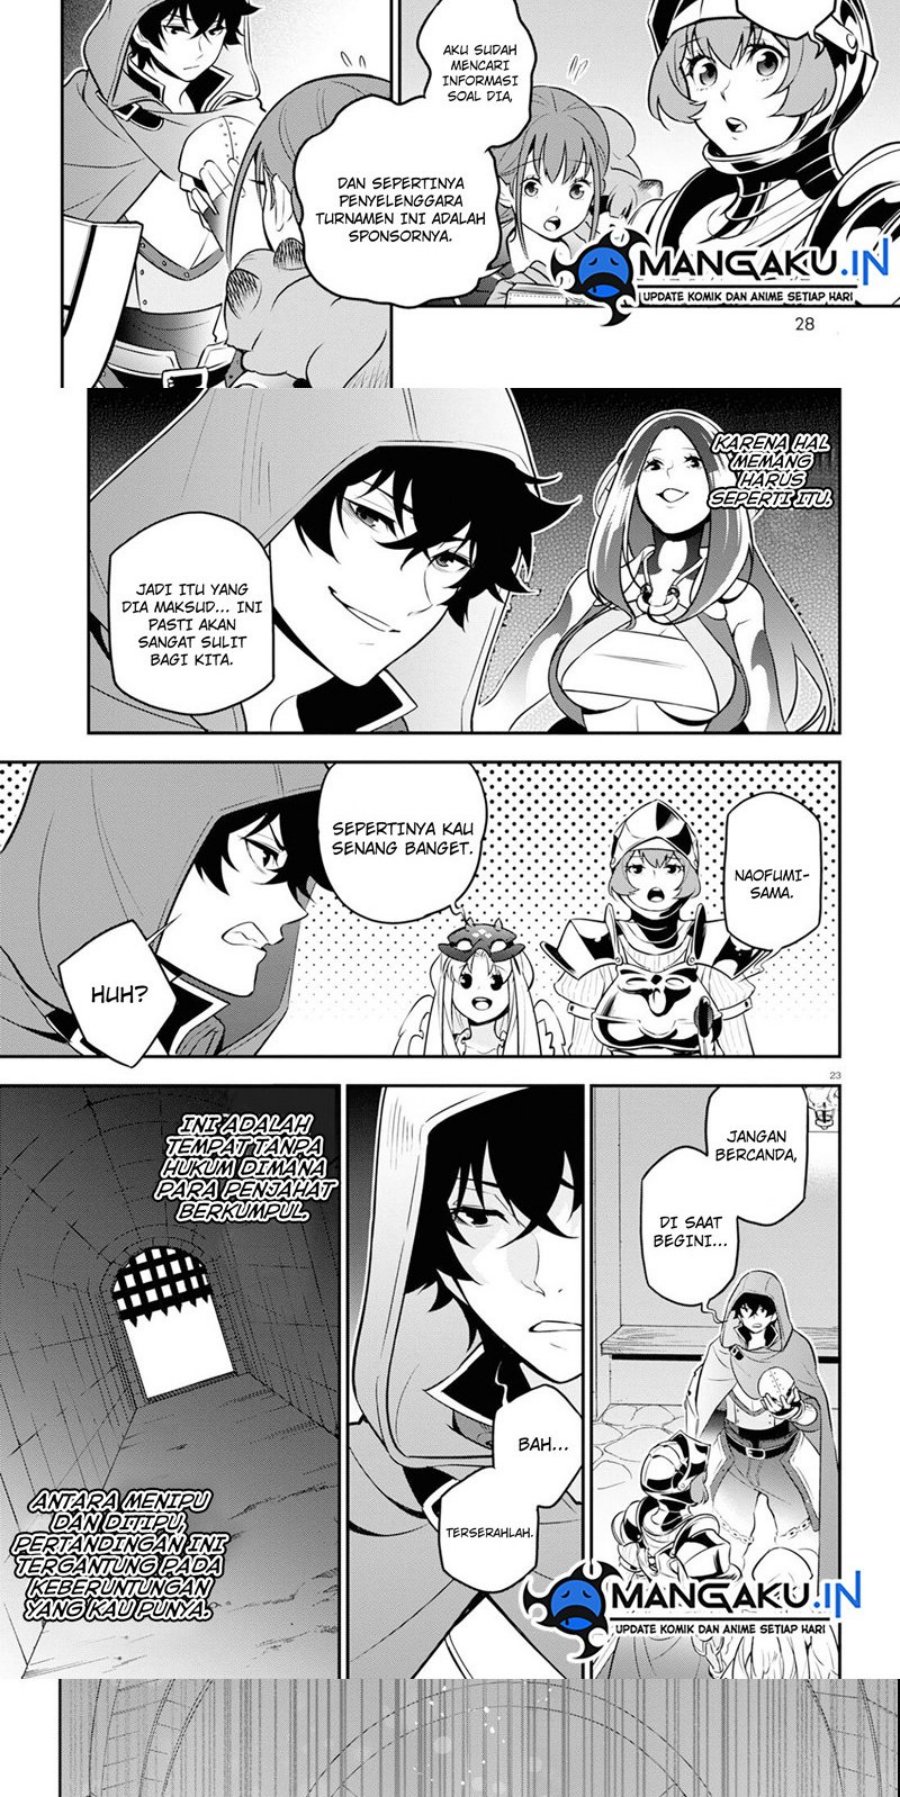 AKU SUDAH
MENCARI
INFORMASI
SOAL DIA,
DAN SEPERTINYA
PENYELENGGARA
TURNAMEN INI ADALAH
SPONSORNYA.
MANGAKU.IN
UPDATE KOMIK DAN ANIME SETIAP HARI
28
KARENA HAL
MEMANG
HARUS
SEPERTI ITU.
JADI ITU YANG
DIA MAKSUD... INI
PASTI AKAN
SANGAT SULIT
BAGI KITA.
NAOFUMI-
SAMA.
SEPERTINYA KAU
SENANG BANGET.
HUH?
23
JANGAN
BERCANDA,
DI SAAT
BEGINI...
BAH...
TERSERAHLAH.
INI ADALAH
TEMPAT TANPA
HUKUM DIMANA
PARA PENJAHAT
BERKUMPUL.
ANTARA MENIPU
DAN DITIPU,
PERTANDINGAN INI
TERGANTUNG PADA
KEBERUNTUNGAN
YANG KAU PUNYA.
MANGAKU.IN
UPDATE KOMIK DAN ANIME SETIAP HARI